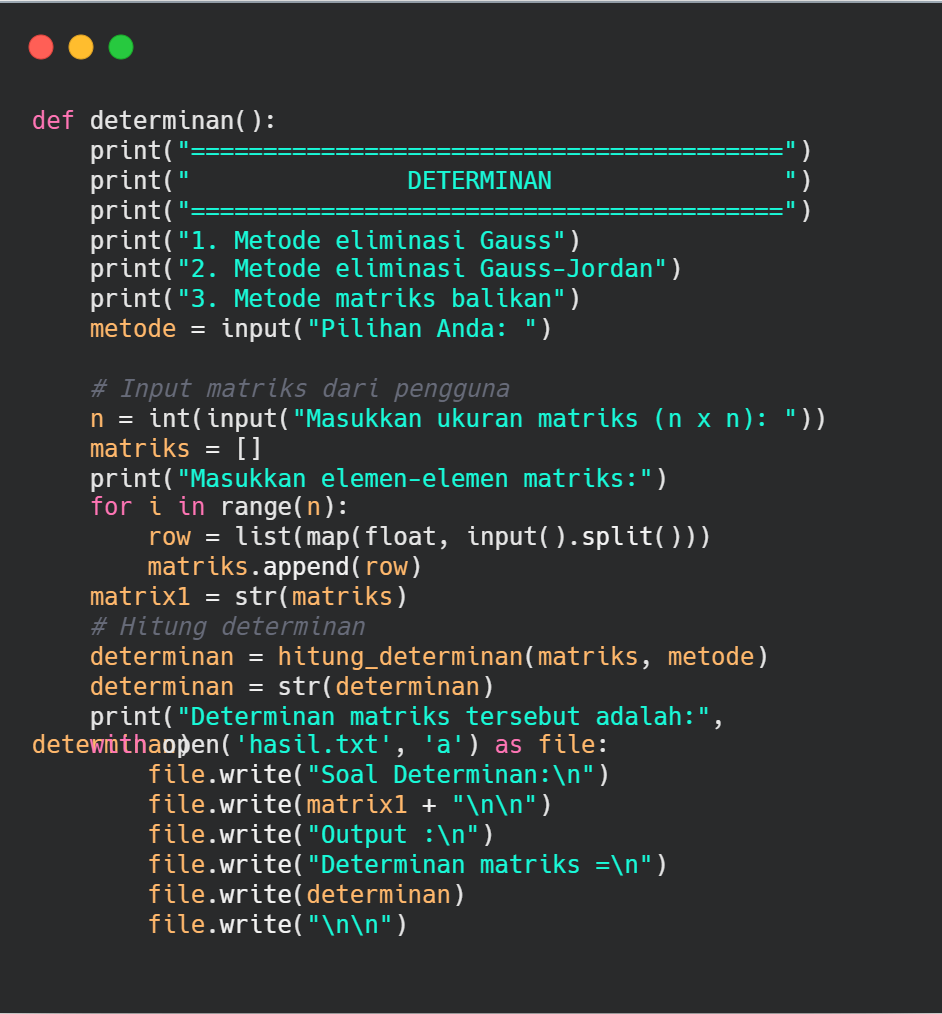 def determinan():
    print("=========================================")
    print("               DETERMINAN                ")
    print("=========================================")
    print("1. Metode eliminasi Gauss")
    print("2. Metode eliminasi Gauss-Jordan")
    print("3. Metode matriks balikan")
    metode = input("Pilihan Anda: ")

    # Input matriks dari pengguna
    n = int(input("Masukkan ukuran matriks (n x n): "))
    matriks = []
    print("Masukkan elemen-elemen matriks:")
    for i in range(n):
        row = list(map(float, input().split()))
        matriks.append(row)
    matrix1 = str(matriks)
    # Hitung determinan
    determinan = hitung_determinan(matriks, metode)
    determinan = str(determinan)
    print("Determinan matriks tersebut adalah:",
determinan)
    with open('hasil.txt', 'a') as file:
        file.write("Soal Determinan:\n")
        file.write(matrix1 + "\n\n")
        file.write("Output :\n")
        file.write("Determinan matriks =\n")
        file.write(determinan)
        file.write("\n\n")